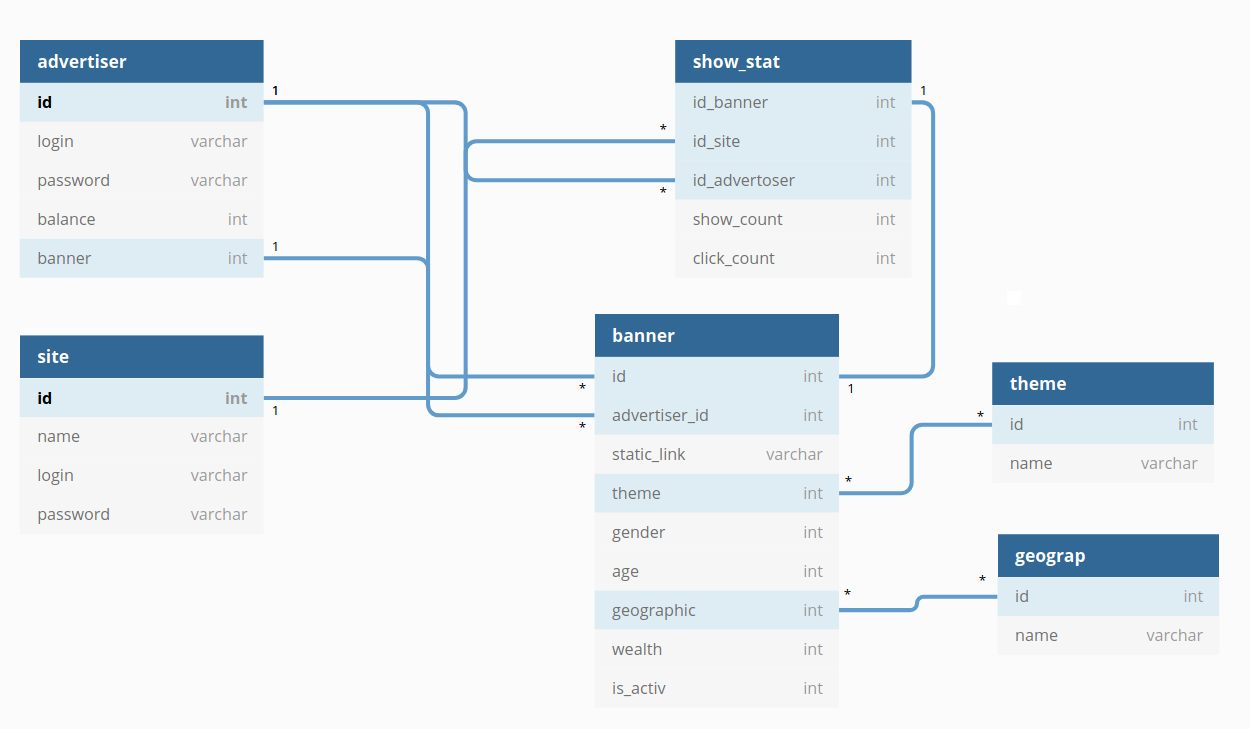 advertiser
id int 1
login varchar
password varchar
balance int
banner int 1
show_stat
id_banner int 1
* id_site int
* id_advertoser int
show_count int
click_count int
site
id int 1
name varchar
login varchar
password varchar
banner
* id int 1
* advertiser_id int
static_link varchar
theme int *
gender int
age int
geographic int *
wealth int
is_activ int
theme
* id int
name varchar
geograp
* id int
name varchar